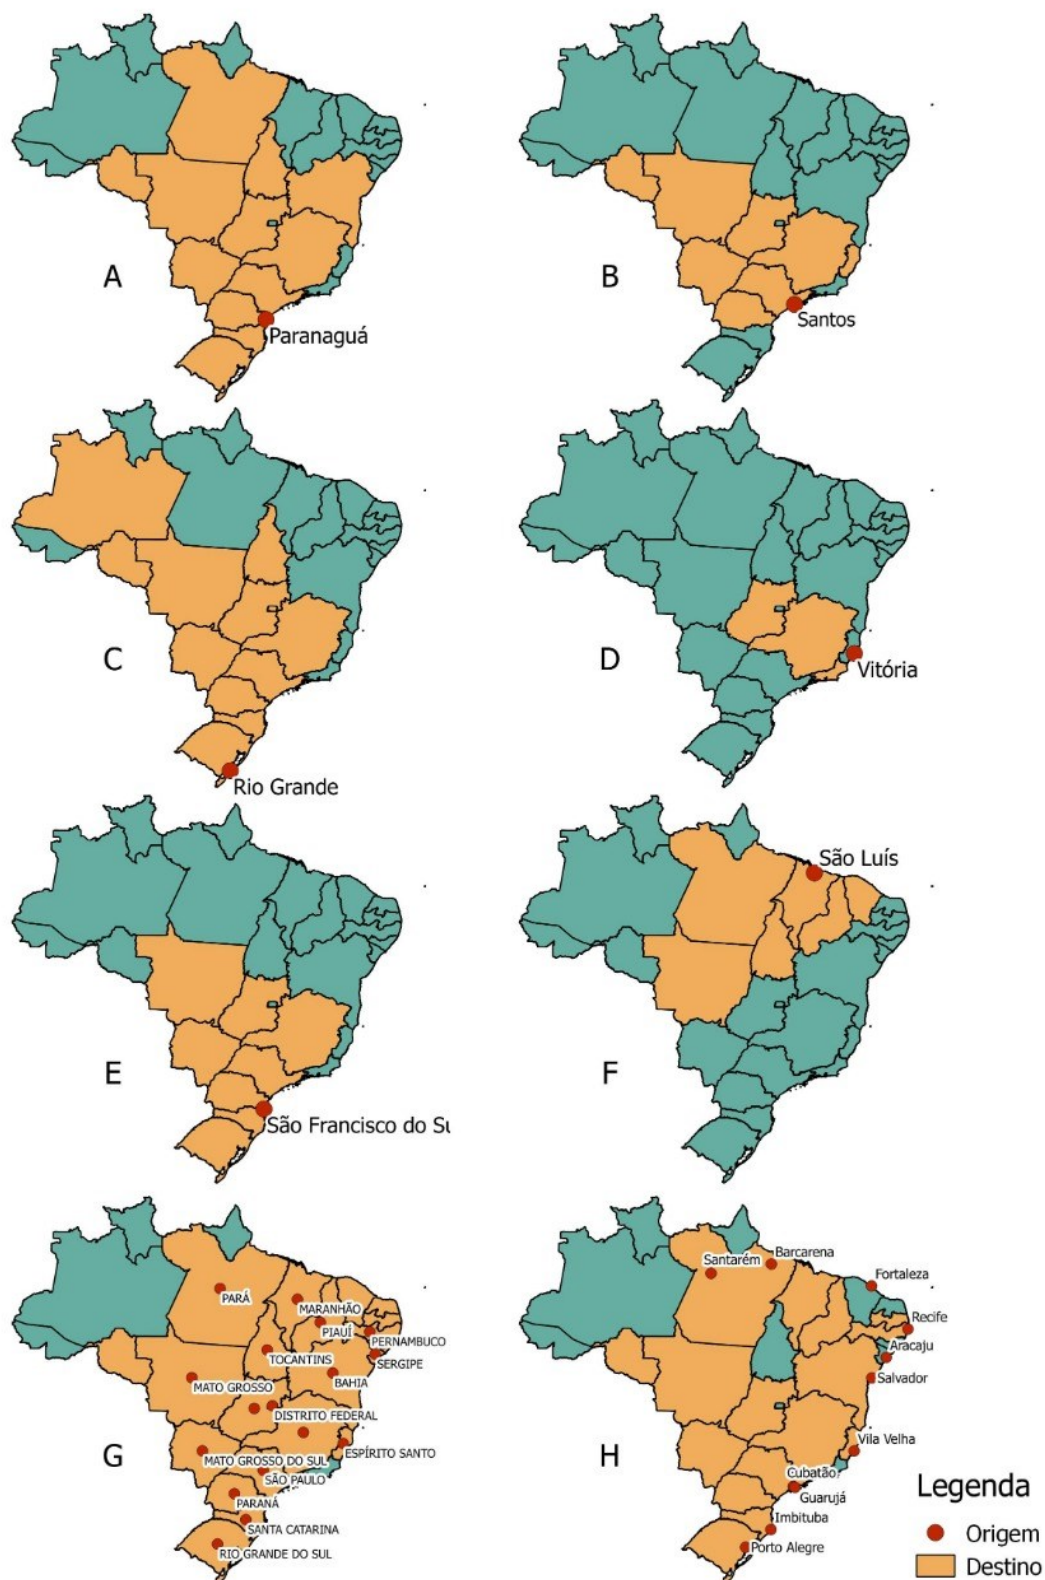 A
Paranaguá
B
Santos
C
Rio Grande
D
Vitória
E
São Francisco do Su
F
São Luís
G
PARÁ
MARANHÃO
PIAUÍ
PERNAMBUCO
TOCANTINS
SERGIPE
BAHIA
MATO GROSSO
DISTRITO FEDERAL
ESPÍRITO SANTO
MATO GROSSO DO SUL
SÃO PAULO
PARANÁ
SANTA CATARINA
RIO GRANDE DO SUL
H
Santarém
Barcarena
Fortaleza
Recife
Aracaju
Salvador
Vila Velha
Cubatão
Guarujá
Imbituba
Porto Alegre
Legenda
Origem
Destino